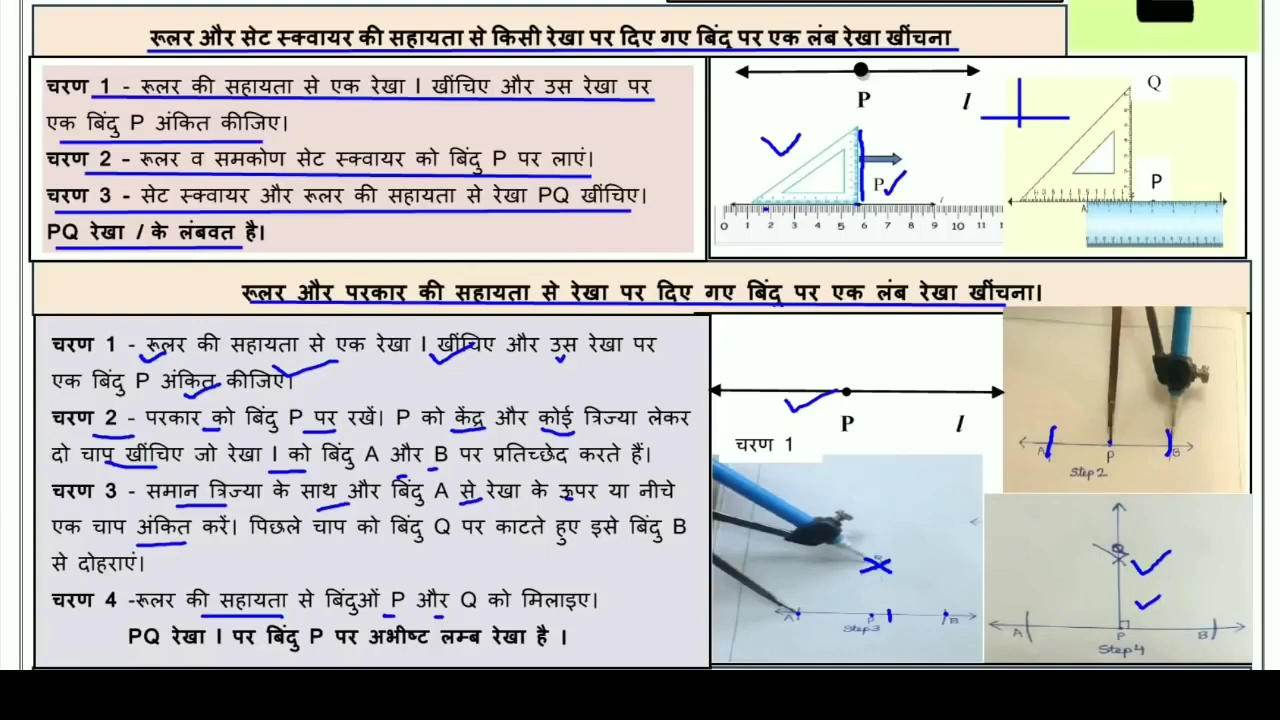 रूलर और सेट स्क्वायर की सहायता से किसी रेखा पर दिए गए बिंदु पर एक लंब रेखा खींचना
चरण 1 - रूलर की सहायता से एक रेखा l खींचिए और उस रेखा पर
एक बिंदु P अंकित कीजिए।
चरण 2 - रूलर व समकोण सेट स्क्वायर को बिंदु P पर लाएं।
चरण 3 - सेट स्क्वायर और रूलर की सहायता से रेखा PQ खींचिए।
PQ रेखा l के लंबवत है।
P l
P
0 1 2 3 4 5 6 7 8 9 10 11
Q
P
A
रूलर और परकार की सहायता से रेखा पर दिए गए बिंदु पर एक लंब रेखा खींचना।
चरण 1 - रूलर की सहायता से एक रेखा l खींचिए और उस रेखा पर
एक बिंदु P अंकित कीजिए।
चरण 2 - परकार को बिंदु P पर रखें। P को केंद्र और कोई त्रिज्या लेकर
दो चाप खींचिए जो रेखा l को बिंदु A और B पर प्रतिच्छेद करते हैं।
चरण 3 - समान त्रिज्या के साथ और बिंदु A से रेखा के ऊपर या नीचे
एक चाप अंकित करें। पिछले चाप को बिंदु Q पर काटते हुए इसे बिंदु B
से दोहराएं।
चरण 4 -रूलर की सहायता से बिंदुओं P और Q को मिलाइए।
PQ रेखा l पर बिंदु P पर अभीष्ट लम्ब रेखा है ।
P l
चरण 1
A P B
Step 2
A P B
Step 3
Q
A P B
Step 4